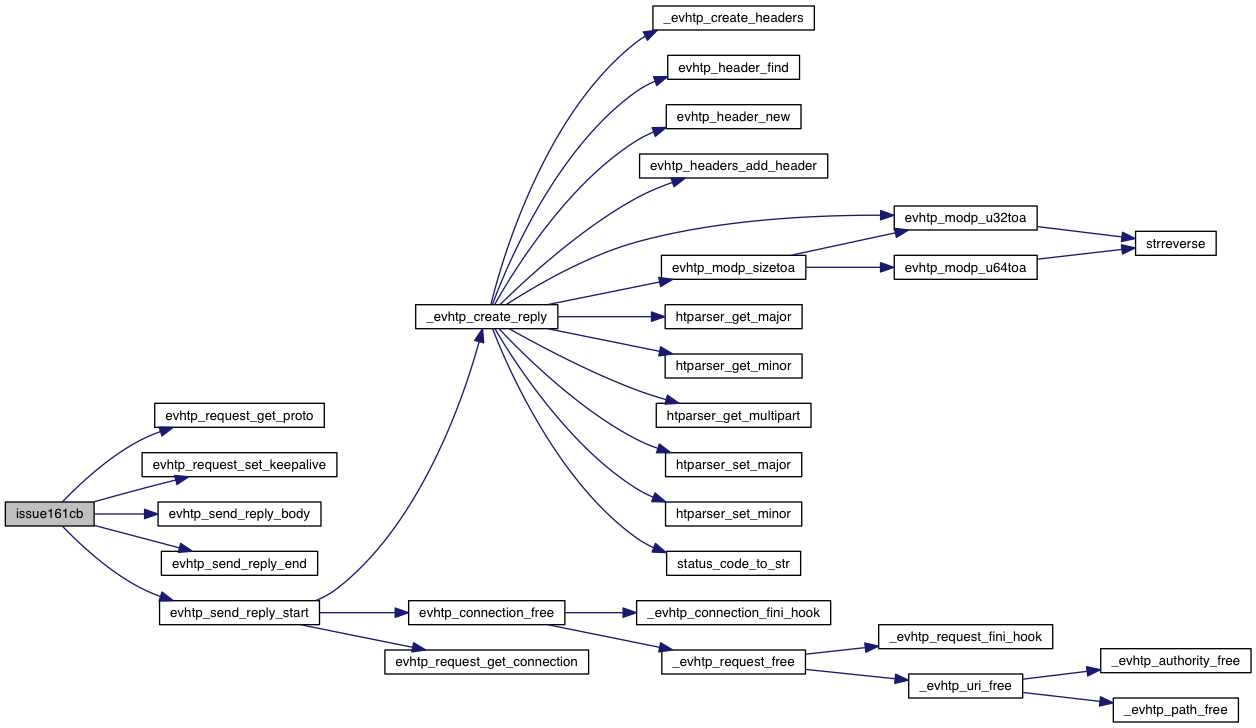 _evhtp_create_headers
evhtp_header_find
evhtp_header_new
evhtp_headers_add_header
evhtp_modp_u32toa
strreverse
evhtp_modp_sizetoa
evhtp_modp_u64toa
_evhtp_create_reply
htparser_get_major
htparser_get_minor
evhtp_request_get_proto
htparser_get_multipart
evhtp_request_set_keepalive
htparser_set_major
issue161cb
evhtp_send_reply_body
htparser_set_minor
evhtp_send_reply_end
status_code_to_str
evhtp_send_reply_start
evhtp_connection_free
_evhtp_connection_fini_hook
_evhtp_request_fini_hook
evhtp_request_get_connection
_evhtp_request_free
_evhtp_authority_free
_evhtp_uri_free
_evhtp_path_free